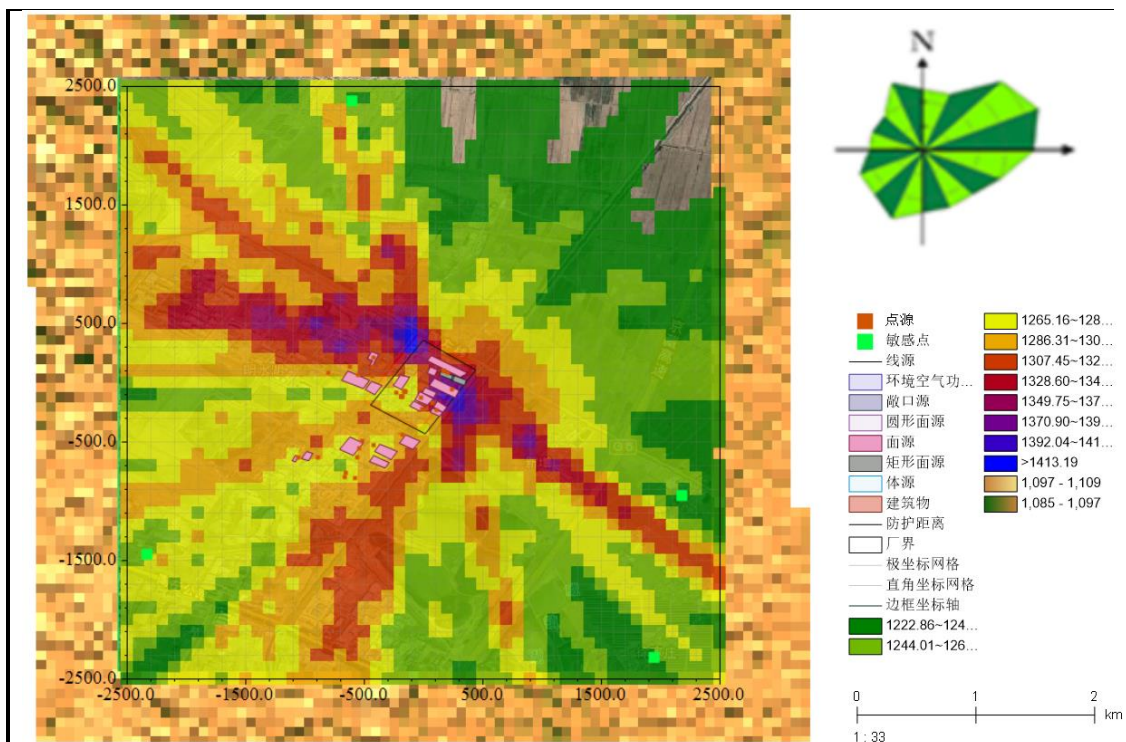 N
2500.0
1500.0
500.0
-500.0
-1500.0
-2500.0
-2500.0
-1500.0
-500.0
500.0
1500.0
2500.0
点源
敏感点
线源
环境空气功...
敞口源
圆形面源
面源
矩形面源
体源
建筑物
防护距离
厂界
极坐标网格
直角坐标网格
边框坐标轴
1222.86~124...
1244.01~126...
1265.16~128...
1286.31~130...
1307.45~132...
1328.60~134...
1349.75~137...
1370.90~139...
1392.04~141...
>1413.19
1,097 - 1,109
1,085 - 1,097
0
1
2
km
1 : 33